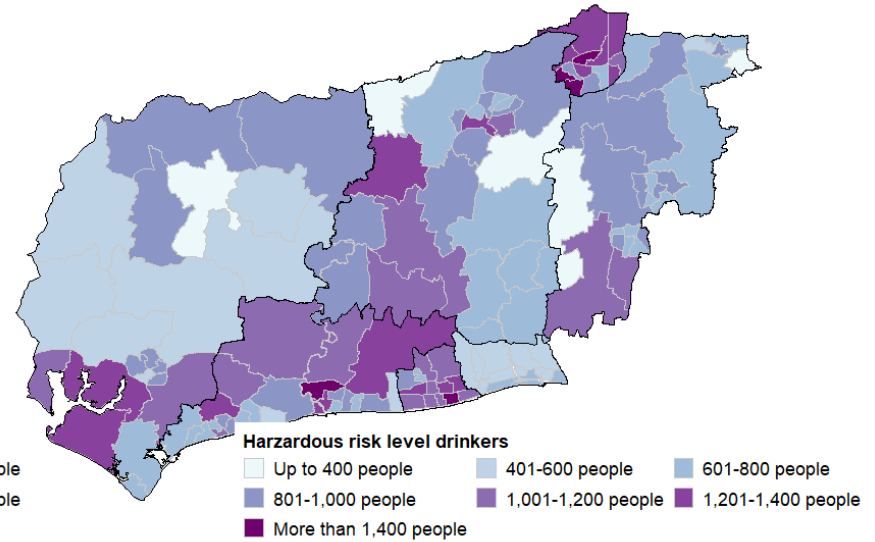 Harzardous risk level drinkers
Up to 400 people 401-600 people 601-800 people
801-1,000 people 1,001-1,200 people 1,201-1,400 people
More than 1,400 people